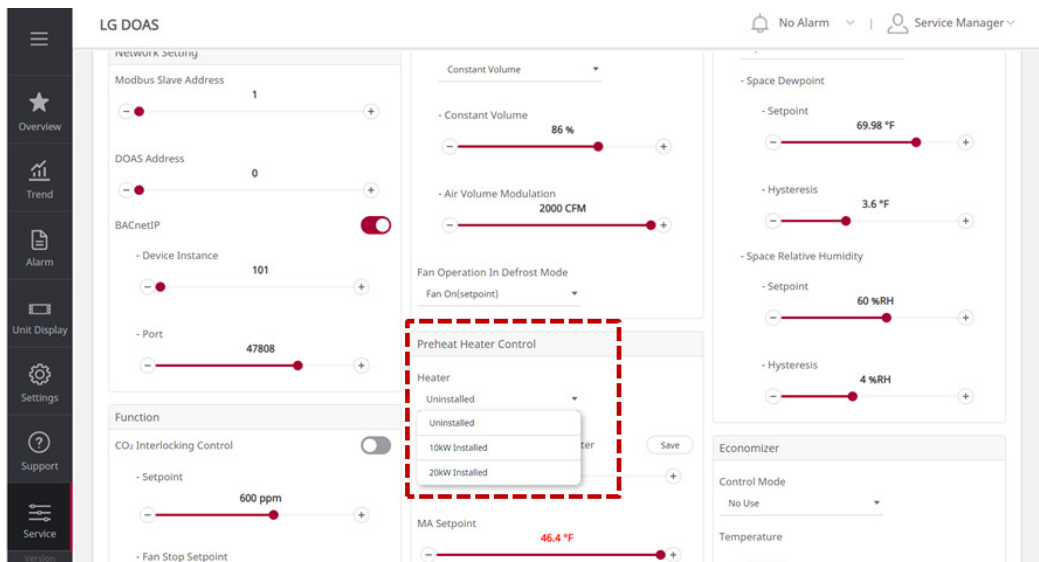 LG DOAS
No Alarm
Service Manager
Overview
Trend
Alarm
Unit Display
Settings
Support
Service
Version
Network Setting
Modbus Slave Address
1
DOAS Address
0
BACnetIP
- Device Instance
101
- Port
47808
Function
CO₂ Interlocking Control
- Setpoint
600 ppm
- Fan Stop Setpoint
Constant Volume
- Constant Volume
86 %
- Air Volume Modulation
2000 CFM
Fan Operation In Defrost Mode
Fan On(setpoint)
Preheat Heater Control
Heater
Uninstalled
Uninstalled
10kW Installed
20kW Installed
ter
Save
MA Setpoint
46.4 °F
- Space Dewpoint
- Setpoint
69.98 °F
- Hysteresis
3.6 °F
- Space Relative Humidity
- Setpoint
60 %RH
- Hysteresis
4 %RH
Economizer
Control Mode
No Use
Temperature